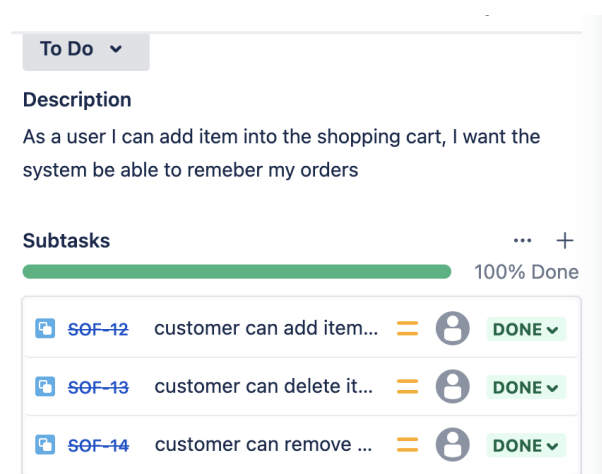 To Do
Description
As a user I can add item into the shopping cart, I want the
system be able to remeber my orders
Subtasks
100% Done
SOF-12 customer can add item... DONE
SOF-13 customer can delete it... DONE
SOF-14 customer can remove ... DONE